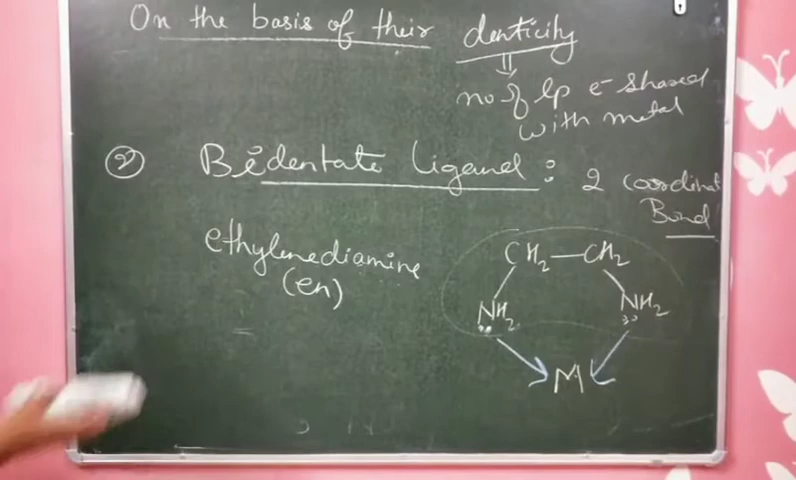 On the basis of their denticity
no of lp e- shared
with metal
② Bidentate ligand : 2 coordinat
Bond
ethylenediamine
(en)
CH2—CH2
NH2 NH2
M